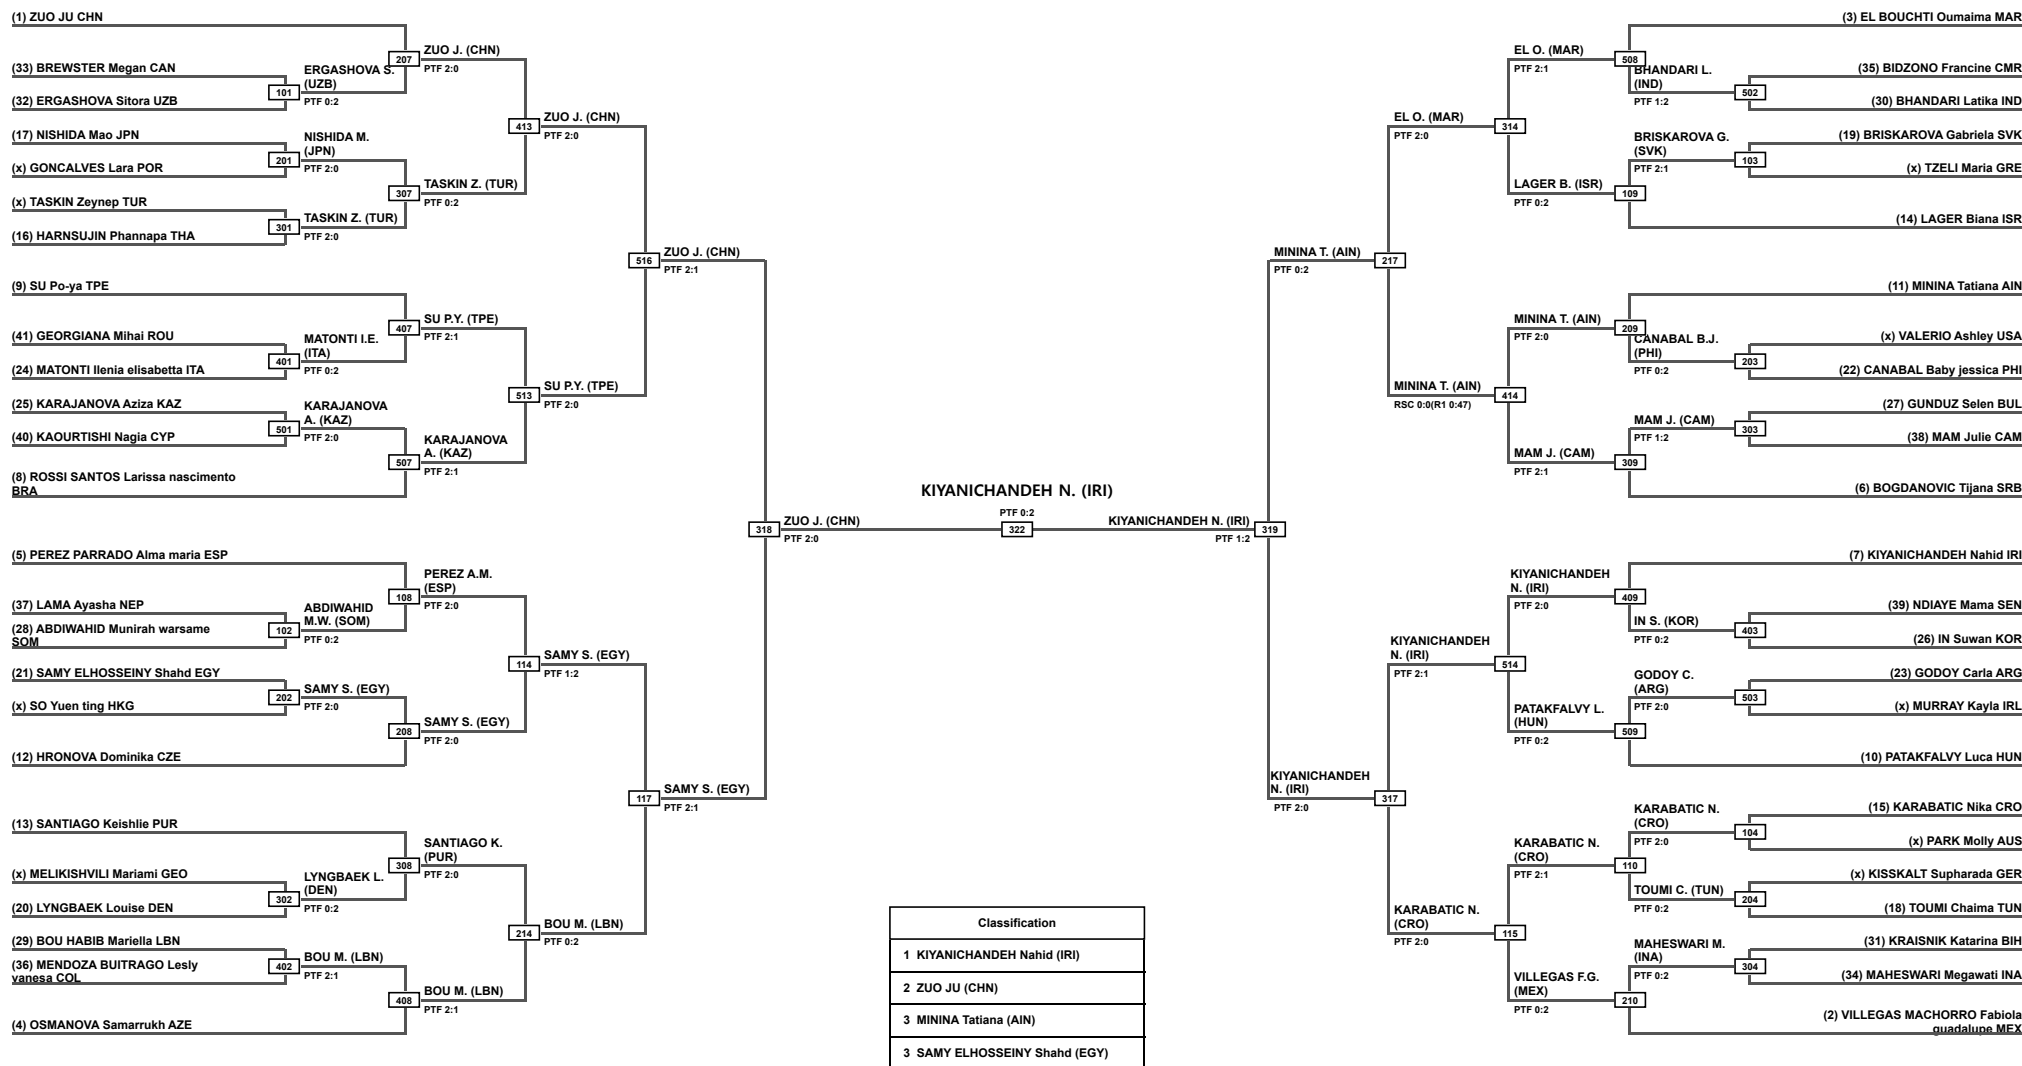 (1) ZUO JU CHN
(33) BREWSTER Megan CAN
(32) ERGASHOVA Sitora UZB
(17) NISHIDA Mao JPN
(x) GONCALVES Lara POR
(x) TASKIN Zeynep TUR
(16) HARNSUJIN Phannapa THA
(9) SU Po-ya TPE
(41) GEORGIANA Mihai ROU
(24) MATONTI Ilenia elisabetta ITA
(25) KARAJANOVA Aziza KAZ
(40) KAOURTISHI Nagia CYP
(8) ROSSI SANTOS Larissa nascimento
BRA
(5) PEREZ PARRADO Alma maria ESP
(37) LAMA Ayasha NEP
(28) ABDIWAHID Munirah warsame
SOM
(21) SAMY ELHOSSEINY Shahd EGY
(x) SO Yuen ting HKG
(12) HRONOVA Dominika CZE
(13) SANTIAGO Keishlie PUR
(x) MELIKISHVILI Mariami GEO
(20) LYNGBAEK Louise DEN
(29) BOU HABIB Mariella LBN
(36) MENDOZA BUITRAGO Lesly
vanesa COL
(4) OSMANOVA Samarrukh AZE
101
ERGASHOVA S.
(UZB)
PTF 0:2
201
NISHIDA M.
(JPN)
PTF 2:0
301
TASKIN Z. (TUR)
PTF 2:0
401
MATONTI I.E.
(ITA)
PTF 0:2
501
KARAJANOVA
A. (KAZ)
PTF 2:0
102
ABDIWAHID
M.W. (SOM)
PTF 0:2
202
SAMY S. (EGY)
PTF 2:0
302
LYNGBAEK L.
(DEN)
PTF 0:2
402
BOU M. (LBN)
PTF 2:1
207
ZUO J. (CHN)
PTF 2:0
307
TASKIN Z. (TUR)
PTF 0:2
407
SU P.Y. (TPE)
PTF 2:1
507
KARAJANOVA
A. (KAZ)
PTF 2:1
108
PEREZ A.M.
(ESP)
PTF 2:0
208
SAMY S. (EGY)
PTF 2:0
308
SANTIAGO K.
(PUR)
PTF 2:0
408
BOU M. (LBN)
PTF 2:1
413
ZUO J. (CHN)
PTF 2:0
513
SU P.Y. (TPE)
PTF 2:0
114
SAMY S. (EGY)
PTF 1:2
214
BOU M. (LBN)
PTF 0:2
516
ZUO J. (CHN)
PTF 2:1
117
SAMY S. (EGY)
PTF 2:1
318
ZUO J. (CHN)
PTF 2:0
KIYANICHANDEH N. (IRI)
PTF 0:2
322
KIYANICHANDEH N. (IRI)
PTF 1:2
319
MININA T. (AIN)
PTF 0:2
217
KIYANICHANDEH
N. (IRI)
PTF 2:0
317
EL O. (MAR)
PTF 2:0
314
MININA T. (AIN)
RSC 0:0(R1 0:47)
414
KIYANICHANDEH
N. (IRI)
PTF 2:1
514
KARABATIC N.
(CRO)
PTF 2:0
115
EL O. (MAR)
PTF 2:1
508
LAGER B. (ISR)
PTF 0:2
109
MININA T. (AIN)
PTF 2:0
209
MAM J. (CAM)
PTF 2:1
309
KIYANICHANDEH
N. (IRI)
PTF 2:0
409
PATAKFALVY L.
(HUN)
PTF 0:2
509
KARABATIC N.
(CRO)
PTF 2:1
110
VILLEGAS F.G.
(MEX)
PTF 0:2
210
BHANDARI L.
(IND)
PTF 1:2
502
BRISKAROVA G.
(SVK)
PTF 2:1
103
CANABAL B.J.
(PHI)
PTF 0:2
203
MAM J. (CAM)
PTF 1:2
303
IN S. (KOR)
PTF 0:2
403
GODOY C.
(ARG)
PTF 2:0
503
KARABATIC N.
(CRO)
PTF 2:0
104
TOUMI C. (TUN)
PTF 0:2
204
MAHESWARI M.
(INA)
PTF 0:2
304
(3) EL BOUCHTI Oumaima MAR
(35) BIDZONO Francine CMR
(30) BHANDARI Latika IND
(19) BRISKAROVA Gabriela SVK
(x) TZELI Maria GRE
(14) LAGER Biana ISR
(11) MININA Tatiana AIN
(x) VALERIO Ashley USA
(22) CANABAL Baby jessica PHI
(27) GUNDUZ Selen BUL
(38) MAM Julie CAM
(6) BOGDANOVIC Tijana SRB
(7) KIYANICHANDEH Nahid IRI
(39) NDIAYE Mama SEN
(26) IN Suwan KOR
(23) GODOY Carla ARG
(x) MURRAY Kayla IRL
(10) PATAKFALVY Luca HUN
(15) KARABATIC Nika CRO
(x) PARK Molly AUS
(x) KISSKALT Supharada GER
(18) TOUMI Chaima TUN
(31) KRAISNIK Katarina BIH
(34) MAHESWARI Megawati INA
(2) VILLEGAS MACHORRO Fabiola
guadalupe MEX
Classification
1 KIYANICHANDEH Nahid (IRI)
2 ZUO JU (CHN)
3 MININA Tatiana (AIN)
3 SAMY ELHOSSEINY Shahd (EGY)